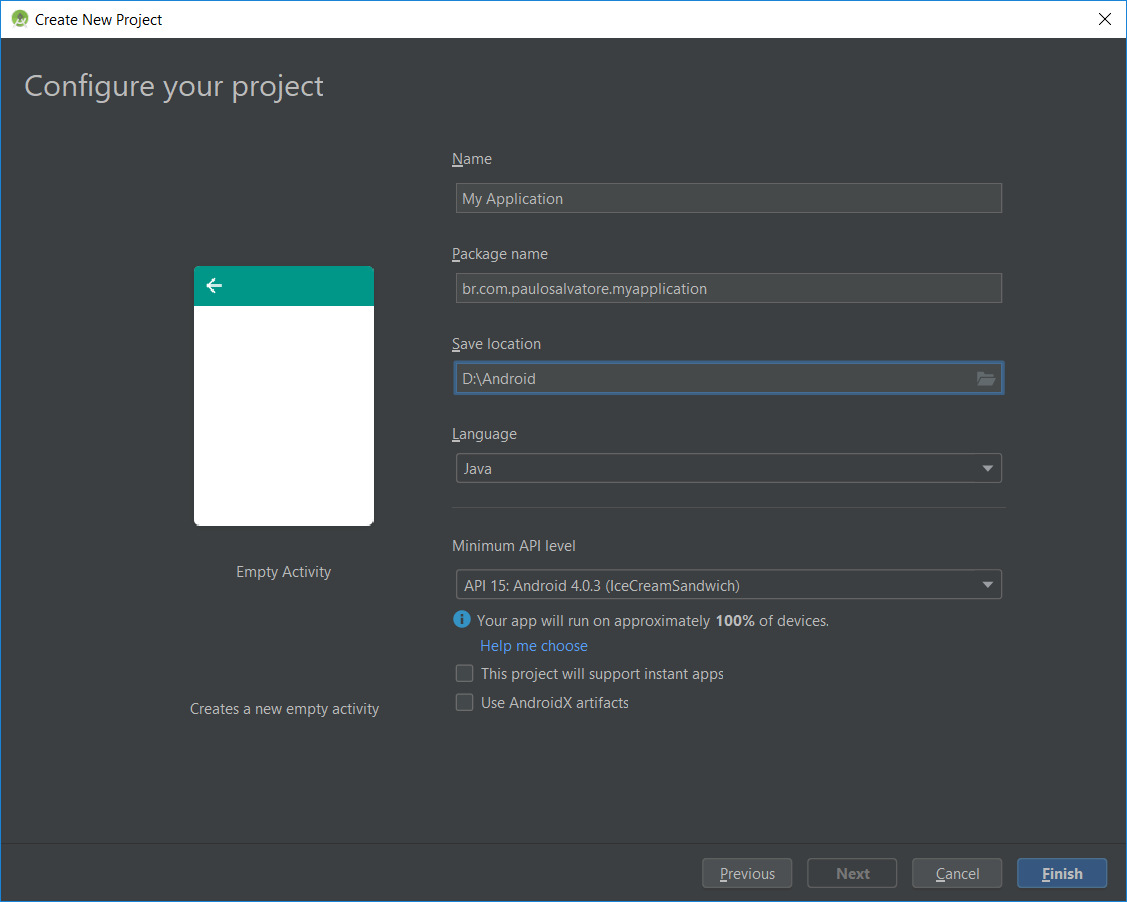 Create New Project
Configure your project
Name
My Application
Package name
br.com.paulosalvatore.myapplication
Save location
D:\Android
Language
Java
Empty Activity
Creates a new empty activity
Minimum API level
API 15: Android 4.0.3 (IceCreamSandwich)
Your app will run on approximately 100% of devices.
Help me choose
This project will support instant apps
Use AndroidX artifacts
Previous
Next
Cancel
Finish